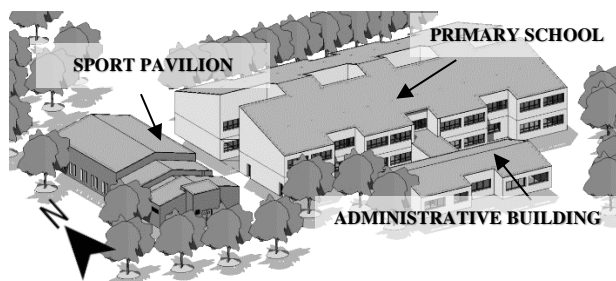 PRIMARY SCHOOL
SPORT PAVILION
ADMINISTRATIVE BUILDING
N